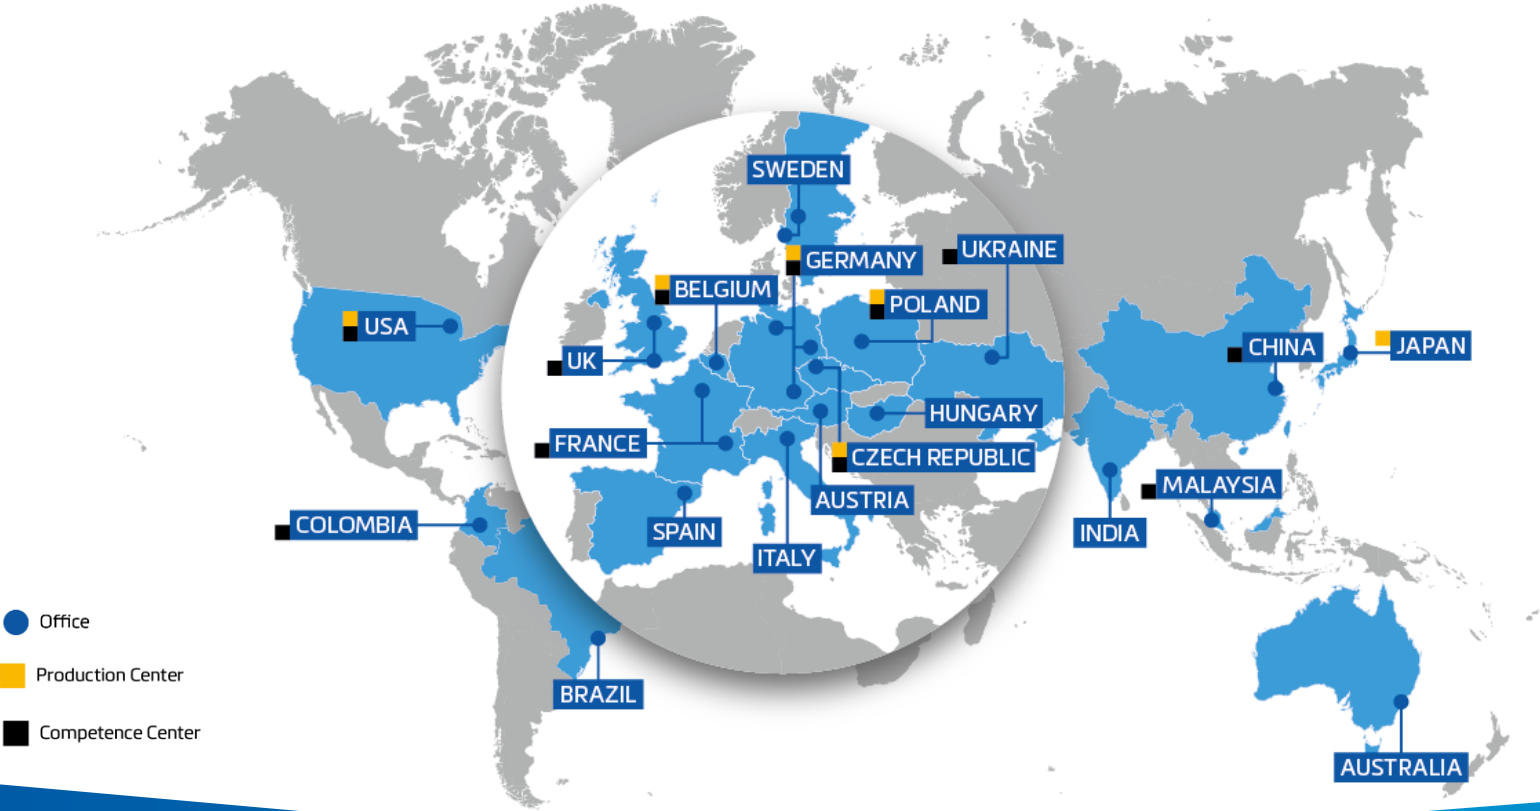 SWEDEN
UKRAINE
GERMANY
BELGIUM
POLAND
USA
UK
CHINA
JAPAN
HUNGARY
FRANCE
CZECH REPUBLIC
MALAYSIA
AUSTRIA
COLOMBIA
SPAIN
INDIA
ITALY
Office
Production Center
BRAZIL
Competence Center
AUSTRALIA